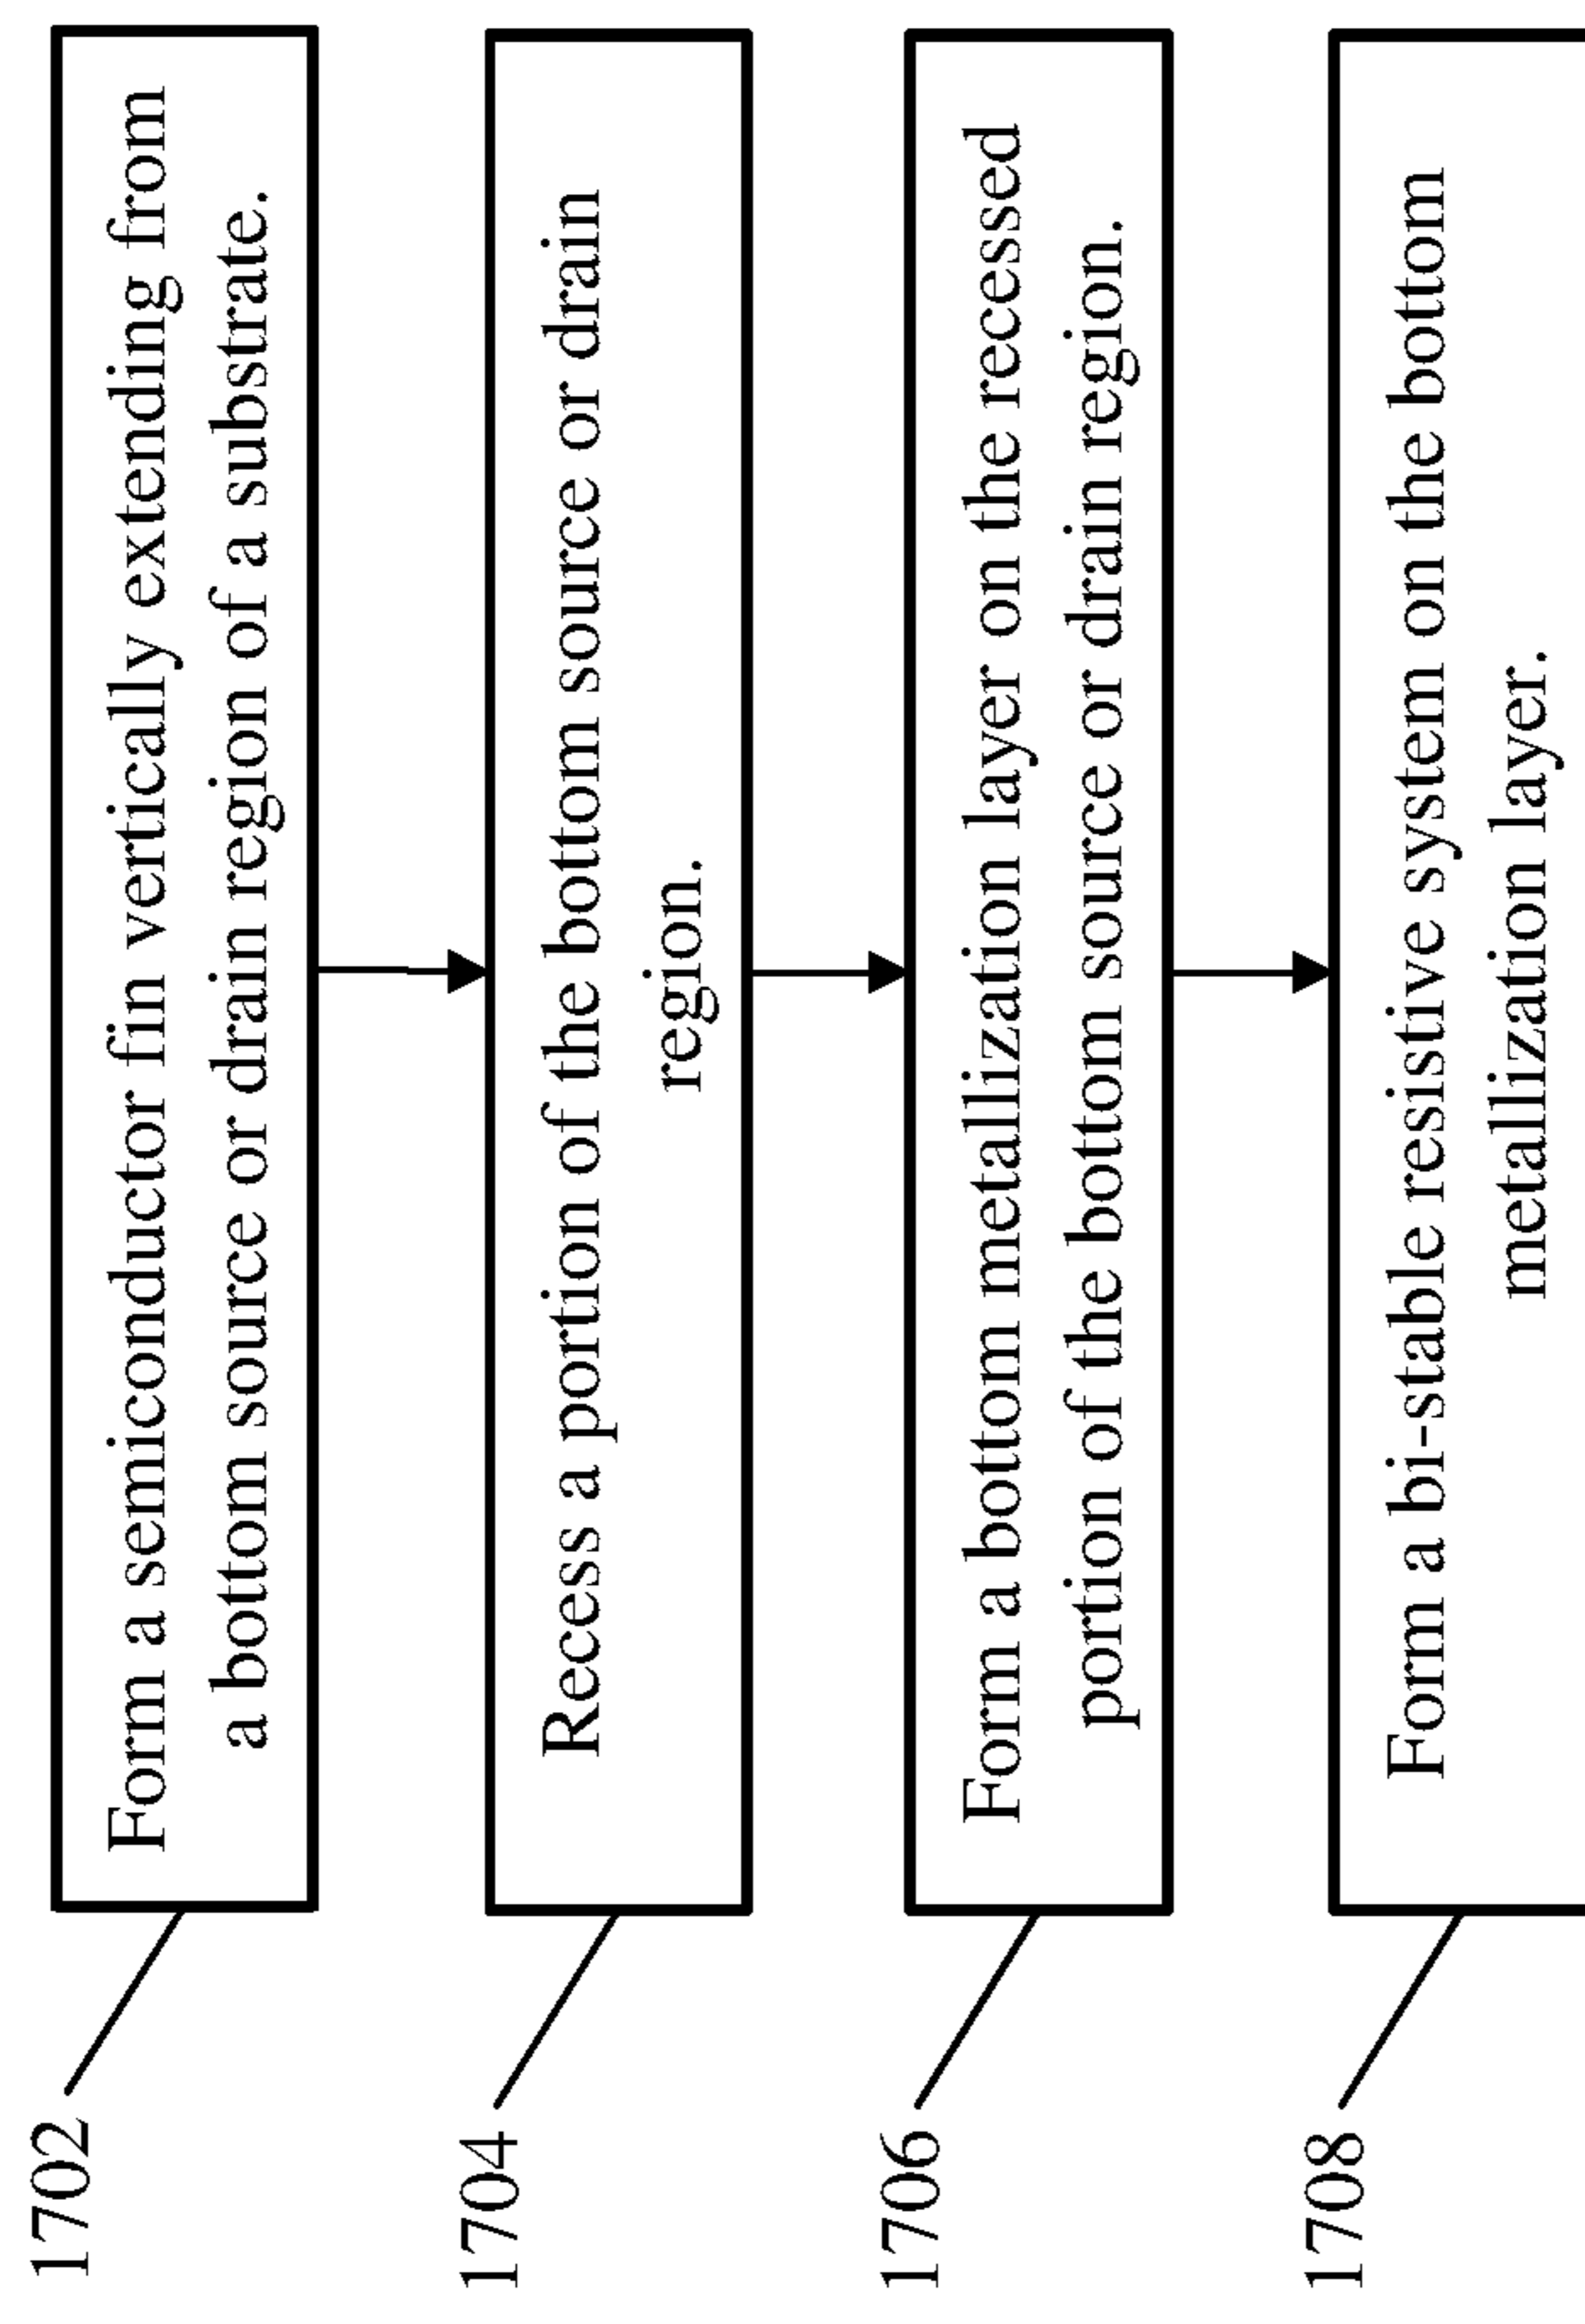 1702
Form a semiconductor fin vertically extending from
a bottom source or drain region of a substrate.
1704
Recess a portion of the bottom source or drain
region.
1706
Form a bottom metallization layer on the recessed
portion of the bottom source or drain region.
1708
Form a bi-stable resistive system on the bottom
metallization layer.